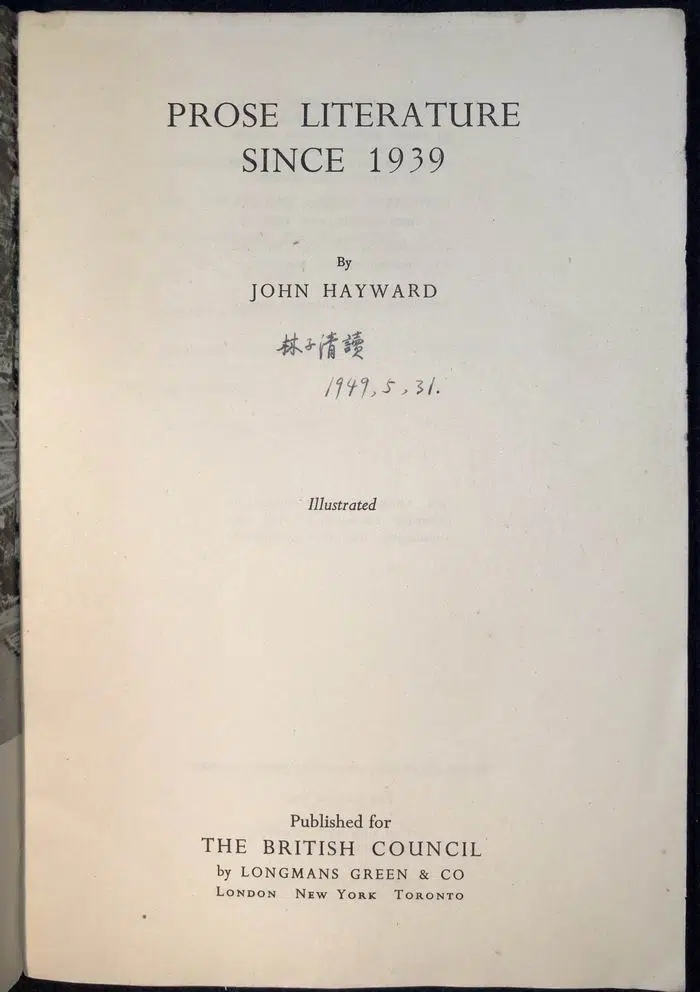 PROSE LITERATURE
SINCE 1939
By
JOHN HAYWARD
林子清讀
1949, 5, 31.
Illustrated
Published for
THE BRITISH COUNCIL
by LONGMANS GREEN & CO
LONDON NEW YORK TORONTO